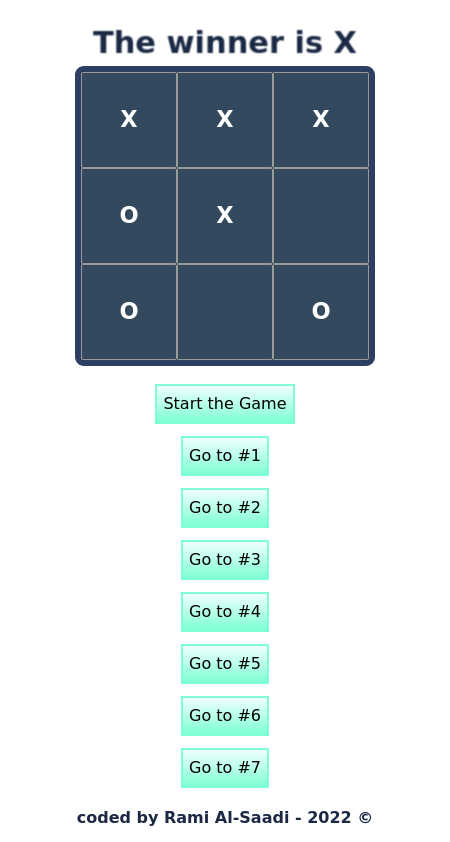 The winner is X
X X X
O X
O O
Start the Game
Go to #1
Go to #2
Go to #3
Go to #4
Go to #5
Go to #6
Go to #7
coded by Rami Al-Saadi - 2022 ©